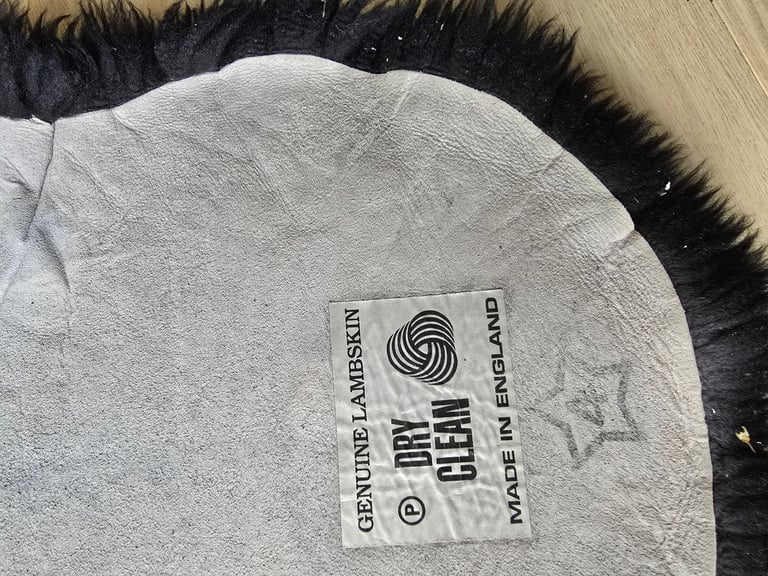 GENUINE LAMBSKIN
P DRY
CLEAN
MADE IN ENGLAND